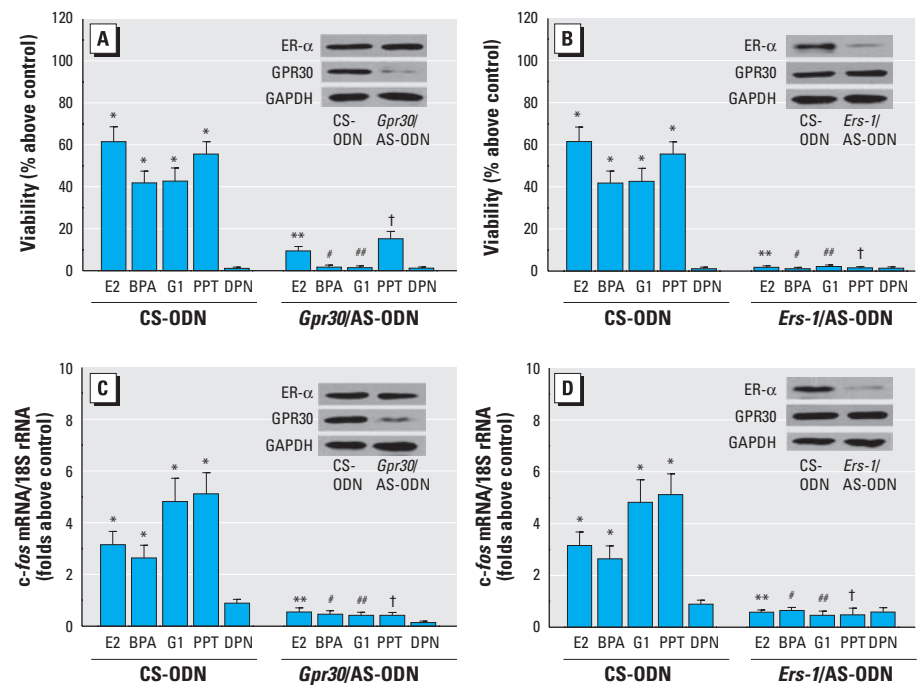 A
Viability (% above control)
120
100
80
60
40
20
0
ER-α
GPR30
GAPDH
CS-
ODN
Gpr30/
AS-ODN
* * * * ** # ## †
E2 BPA G1 PPT DPN E2 BPA G1 PPT DPN
CS-ODN Gpr30/AS-ODN
B
Viability (% above control)
120
100
80
60
40
20
0
ER-α
GPR30
GAPDH
CS-
ODN
Ers-1/
AS-ODN
* * * * ** # ## †
E2 BPA G1 PPT DPN E2 BPA G1 PPT DPN
CS-ODN Ers-1/AS-ODN
C
c-fos mRNA/18S rRNA
(folds above control)
10
8
6
4
2
0
ER-α
GPR30
GAPDH
CS-
ODN
Gpr30/
AS-ODN
* * * * ** # ## †
E2 BPA G1 PPT DPN E2 BPA G1 PPT DPN
CS-ODN Gpr30/AS-ODN
D
c-fos mRNA/18S rRNA
(folds above control)
10
8
6
4
2
0
ER-α
GPR30
GAPDH
CS-
ODN
Ers-1/
AS-ODN
* * * * ** # ## †
E2 BPA G1 PPT DPN E2 BPA G1 PPT DPN
CS-ODN Ers-1/AS-ODN